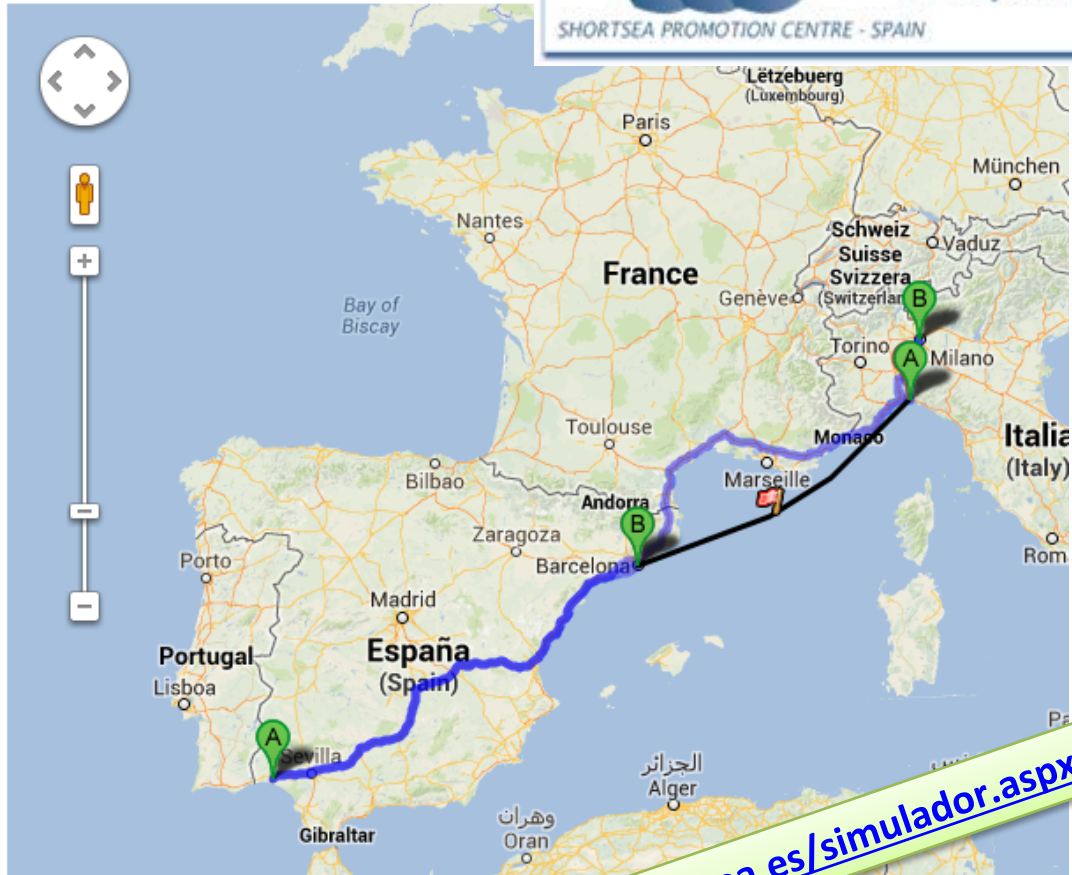 SHORTSEA PROMOTION CENTRE - SPAIN
Lëtzebuerg
(Luxembourg)
Paris
München
Nantes
Schweiz
Suisse
Svizzera
(Switzerlan
Vaduz
France
Genève
B
Bay of
Biscay
Torino
A
Milano
Toulouse
Monaco
Italia
(Italy)
Bilbao
Marseille
Andorra
B
Zaragoza
Barcelona
Porto
Rom
Madrid
España
(Spain)
Portugal
Lisboa
A
Sevilla
Pa
الجزائر
Alger
es/simulador.aspx
وهران
Oran
Gibraltar